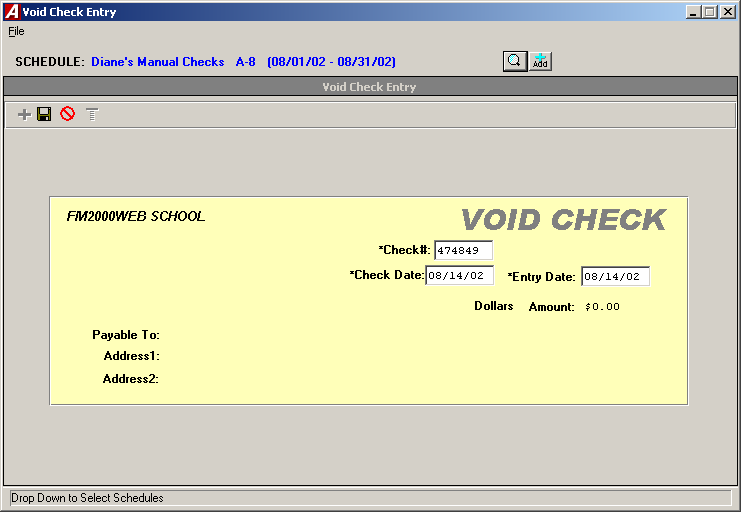 A Void Check Entry
File
SCHEDULE: Diane's Manual Checks A-8 (08/01/02 - 08/31/02) Add
Void Check Entry
FIM2000WEB SCHOOL
VOID CHECK
*Check#: 474849
*Check Date: 08/14/02 *Entry Date: 08/14/02
Dollars Amount: $0.00
Payable To:
Address1:
Address2:
Drop Down to Select Schedules